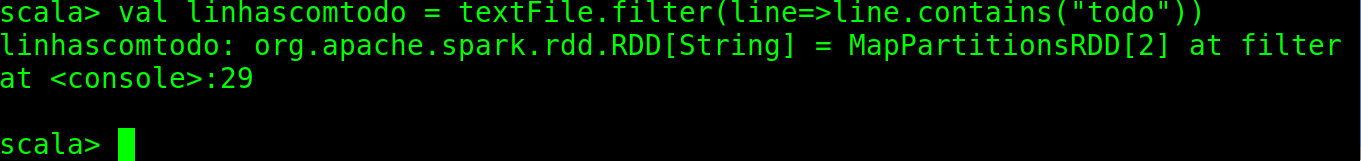 scala> val linhascomtodo = textFile.filter(line=>line.contains("todo"))
linhascomtodo: org.apache.spark.rdd.RDD[String] = MapPartitionsRDD[2] at filter
at <console>:29
scala>